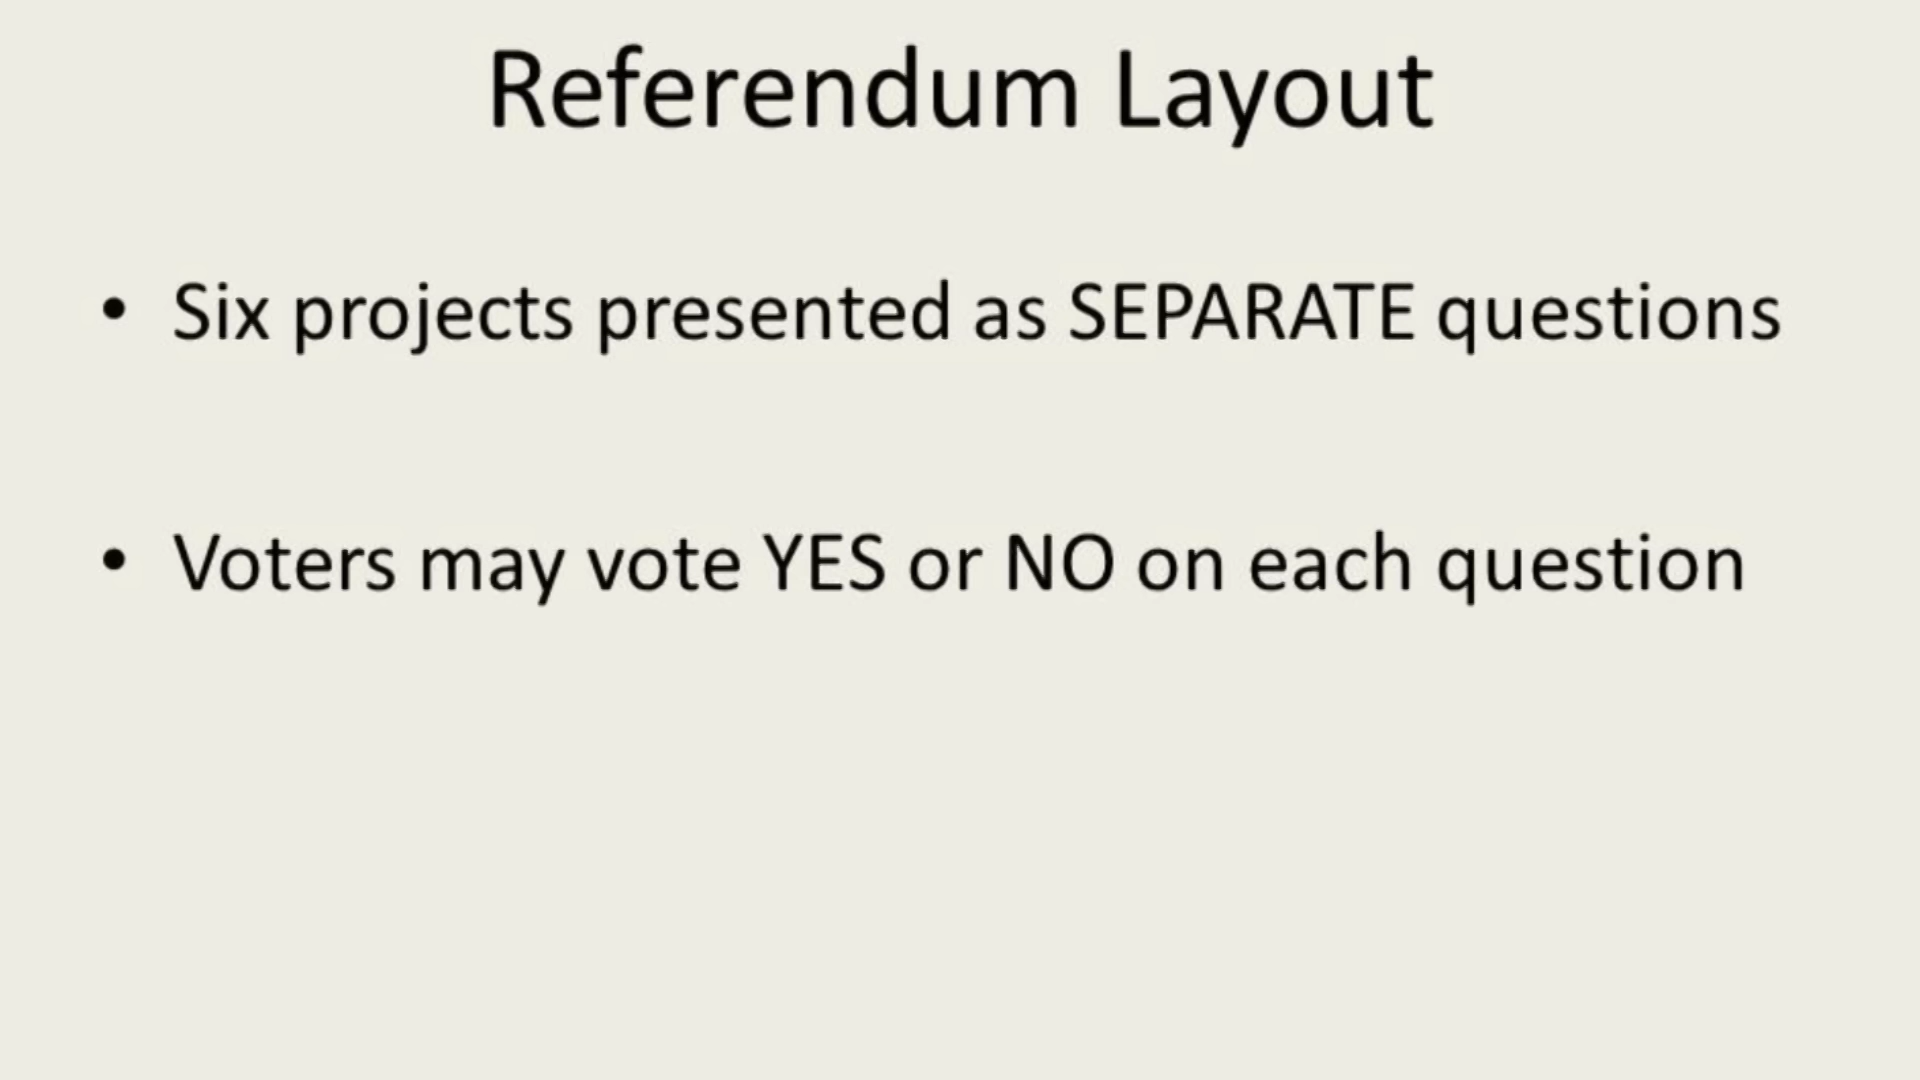 Referendum Layout
• Six projects presented as SEPARATE questions
• Voters may vote YES or NO on each question